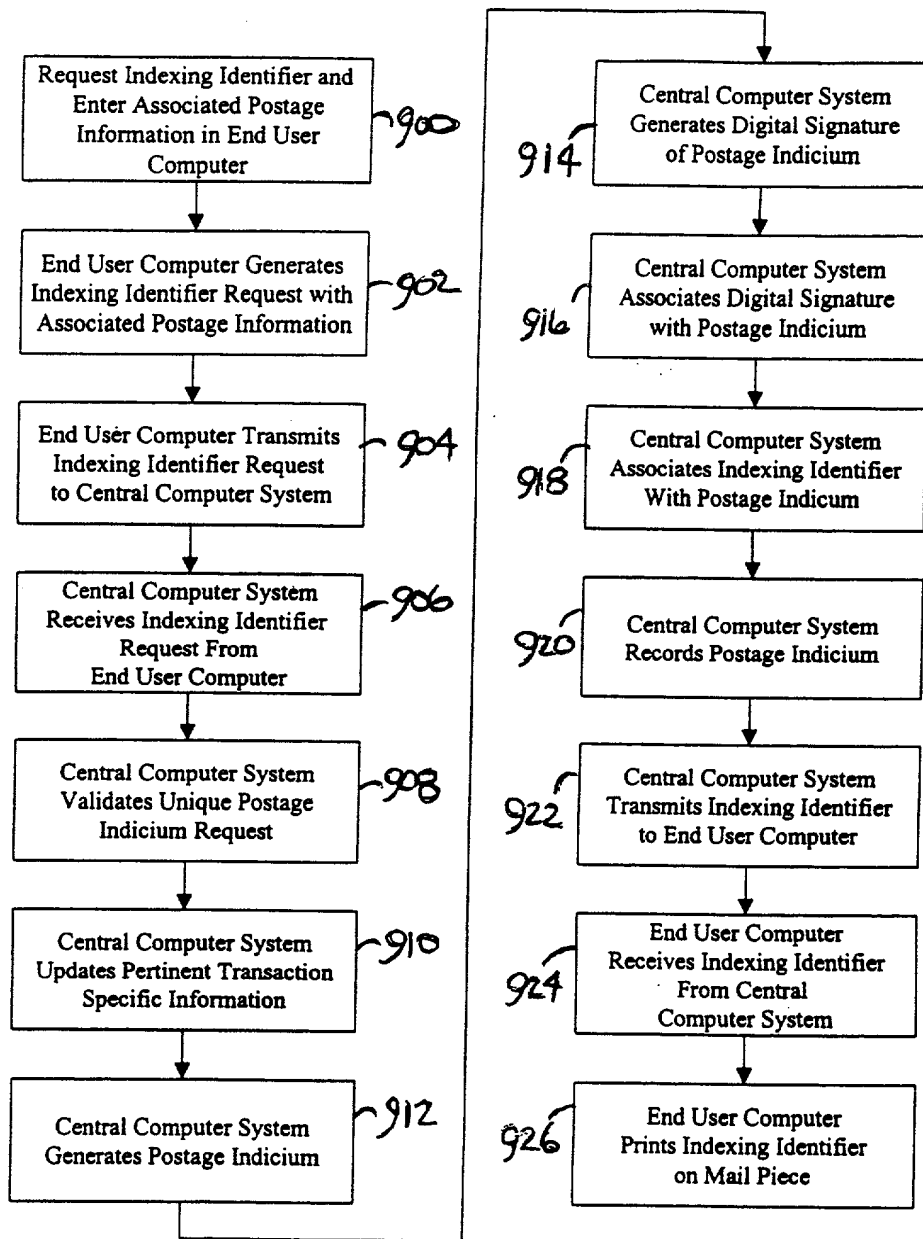 Request Indexing Identifier and
Enter Associated Postage
Information in End User
Computer
900
End User Computer Generates
Indexing Identifier Request with
Associated Postage Information
902
End User Computer Transmits
Indexing Identifier Request
to Central Computer System
904
Central Computer System
Receives Indexing Identifier
Request From
End User Computer
906
Central Computer System
Validates Unique Postage
Indicium Request
908
Central Computer System
Updates Pertinent Transaction
Specific Information
910
Central Computer System
Generates Postage Indicium
912
Central Computer System
Generates Digital Signature
of Postage Indicium
914
Central Computer System
Associates Digital Signature
with Postage Indicium
916
Central Computer System
Associates Indexing Identifier
With Postage Indicum
918
Central Computer System
Records Postage Indicium
920
Central Computer System
Transmits Indexing Identifier
to End User Computer
922
End User Computer
Receives Indexing Identifier
From Central
Computer System
924
End User Computer
Prints Indexing Identifier
on Mail Piece
926